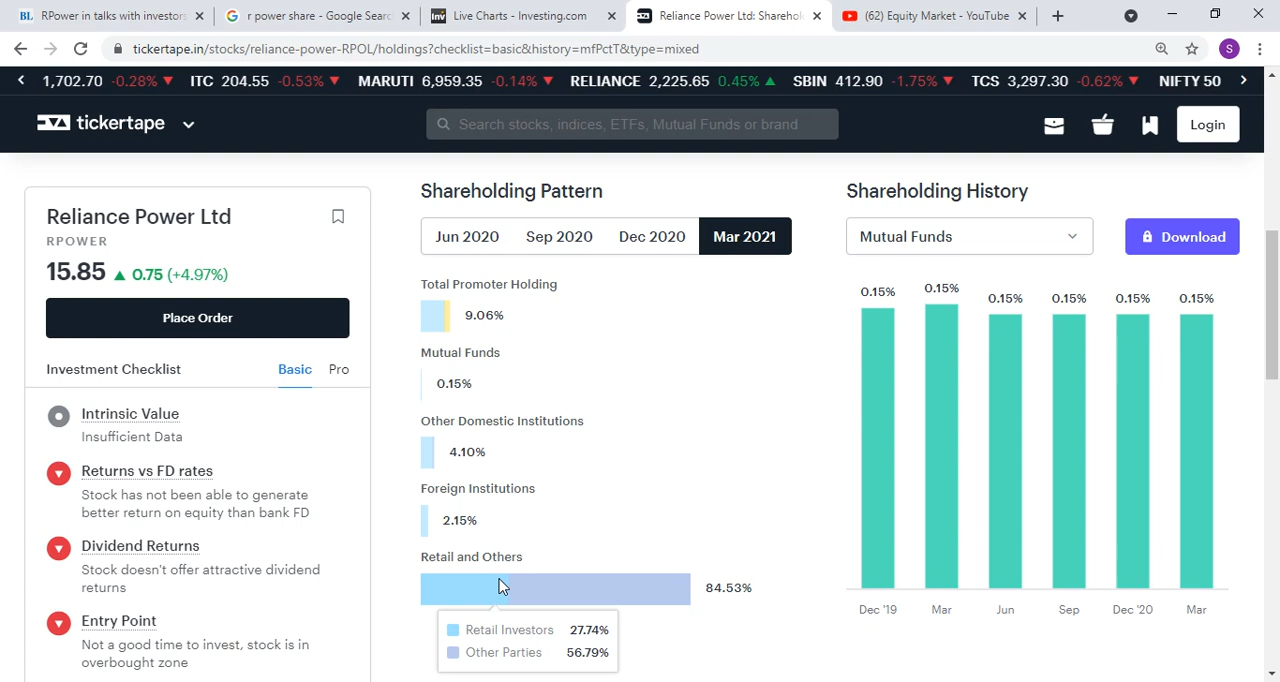 RPower in talks with investors
r power share - Google Searc
Live Charts - Investing.com
Reliance Power Ltd: Sharehol
(62) Equity Market - YouTube
tickertape.in/stocks/reliance-power-RPOL/holdings?checklist=basic&history=mfPctT&type=mixed
S
1,702.70 -0.28% ▼ ITC 204.55 -0.53% ▼ MARUTI 6,959.35 -0.14% ▼ RELIANCE 2,225.65 0.45% ▲ SBIN 412.90 -1.75% ▼ TCS 3,297.30 -0.62% ▼ NIFTY 50
tickertape
Search stocks, indices, ETFs, Mutual Funds or brand
Login
Reliance Power Ltd
RPOWER
15.85 ▲ 0.75 (+4.97%)
Place Order
Investment Checklist
Basic
Pro
Intrinsic Value
Insufficient Data
Returns vs FD rates
Stock has not been able to generate
better return on equity than bank FD
Dividend Returns
Stock doesn't offer attractive dividend
returns
Entry Point
Not a good time to invest, stock is in
overbought zone
Shareholding Pattern
Jun 2020 Sep 2020 Dec 2020 Mar 2021
Total Promoter Holding
9.06%
Mutual Funds
0.15%
Other Domestic Institutions
4.10%
Foreign Institutions
2.15%
Retail and Others
84.53%
Retail Investors 27.74%
Other Parties 56.79%
Shareholding History
Mutual Funds
Download
0.15% 0.15% 0.15% 0.15% 0.15% 0.15%
Dec '19 Mar Jun Sep Dec '20 Mar